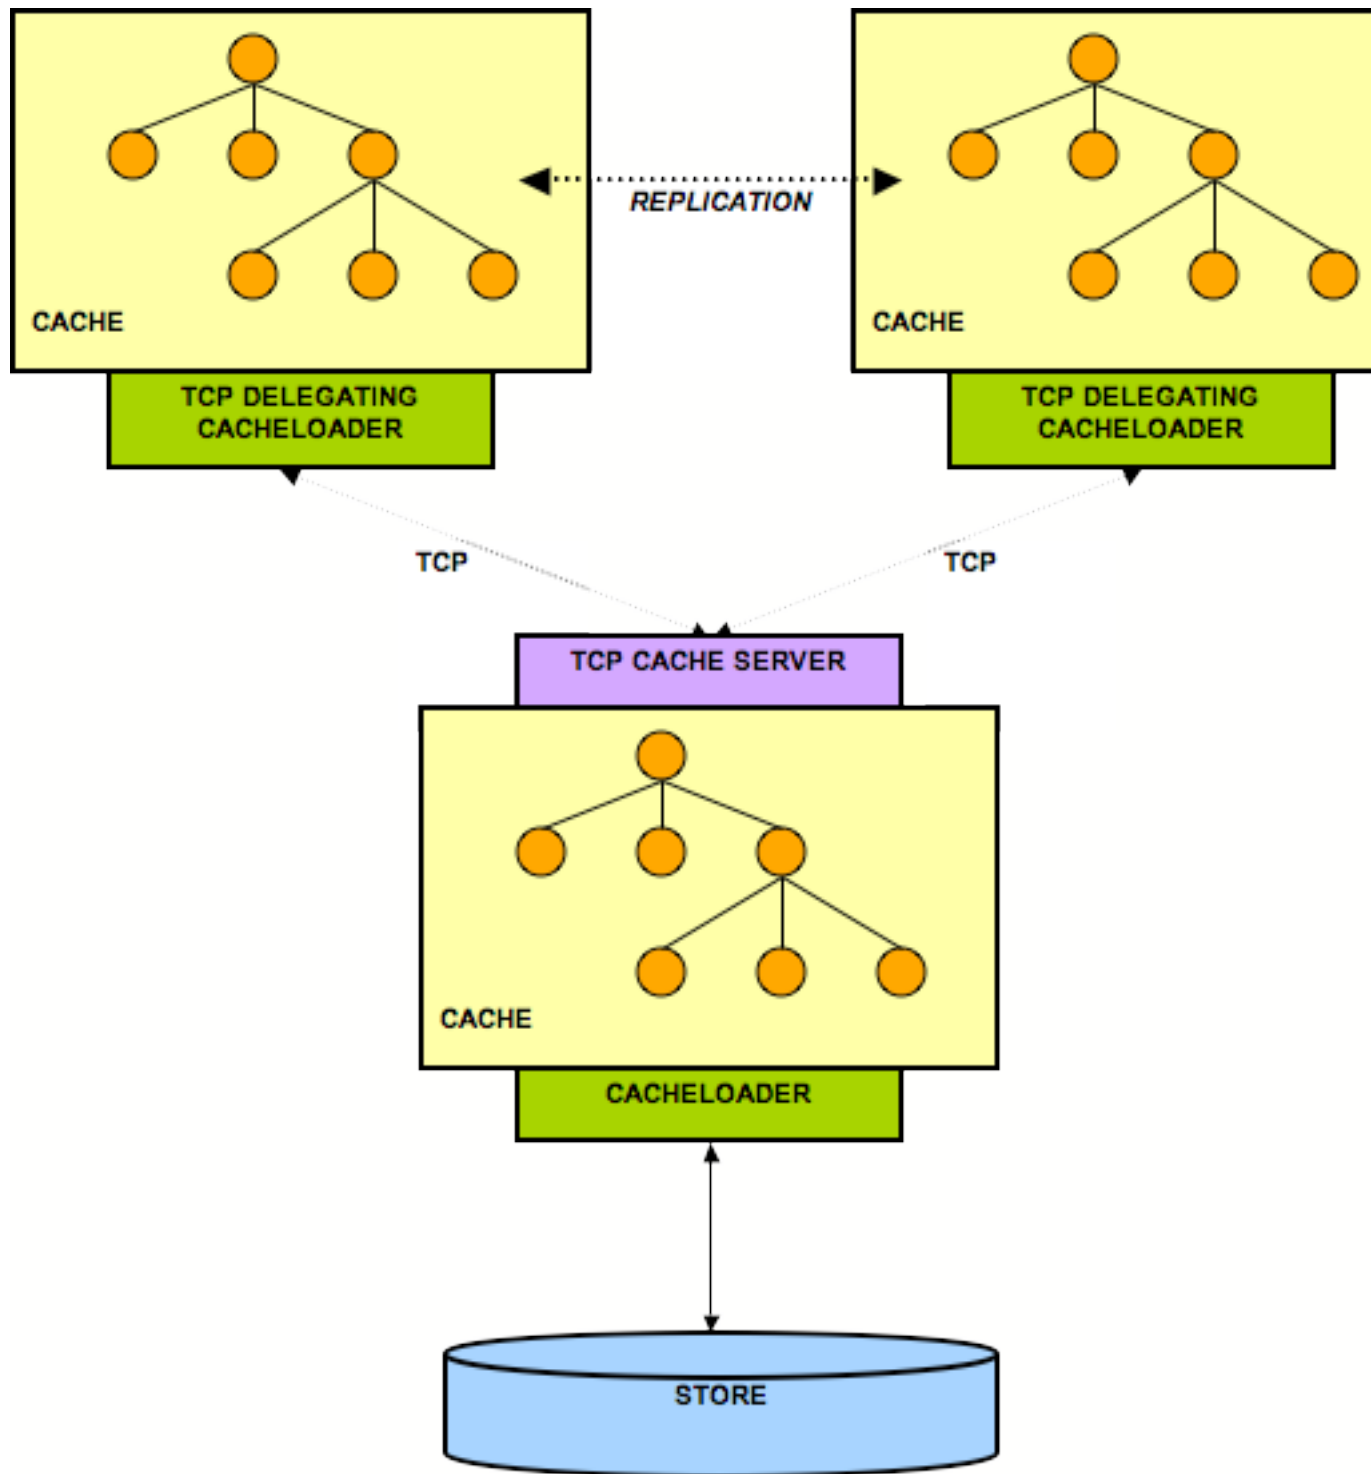 REPLICATION
CACHE
CACHE
TCP DELEGATING
CACHELOADER
TCP DELEGATING
CACHELOADER
TCP
TCP
TCP CACHE SERVER
CACHE
CACHELOADER
STORE